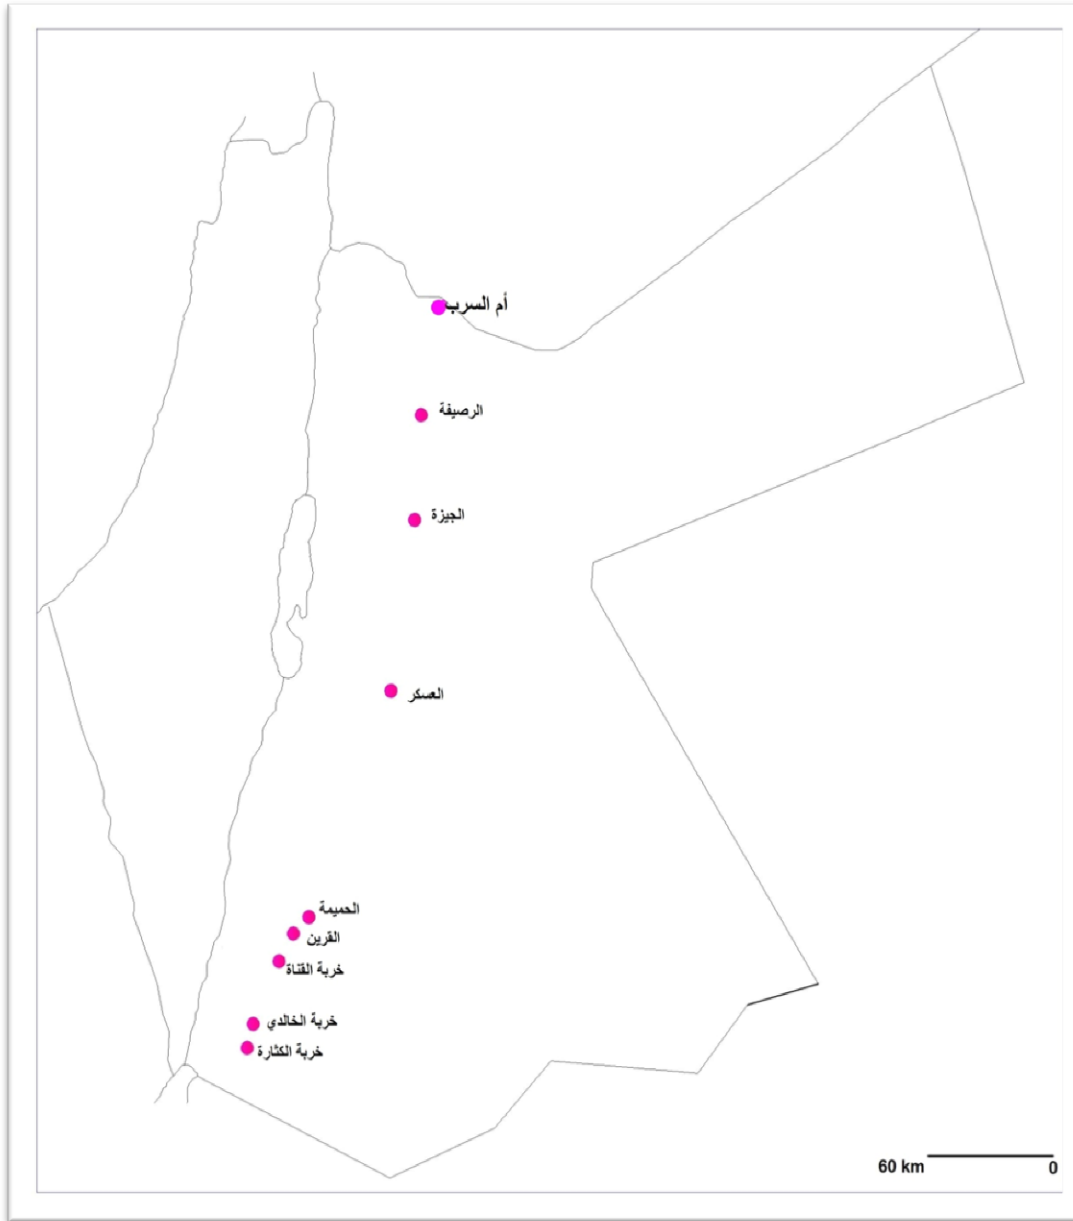 أم السرب
الرصيفة
الجيزة
العسكر
الحميمة
القرين
خربة القناة
خربة الخالدي
خربة الكثارة
60 km 0